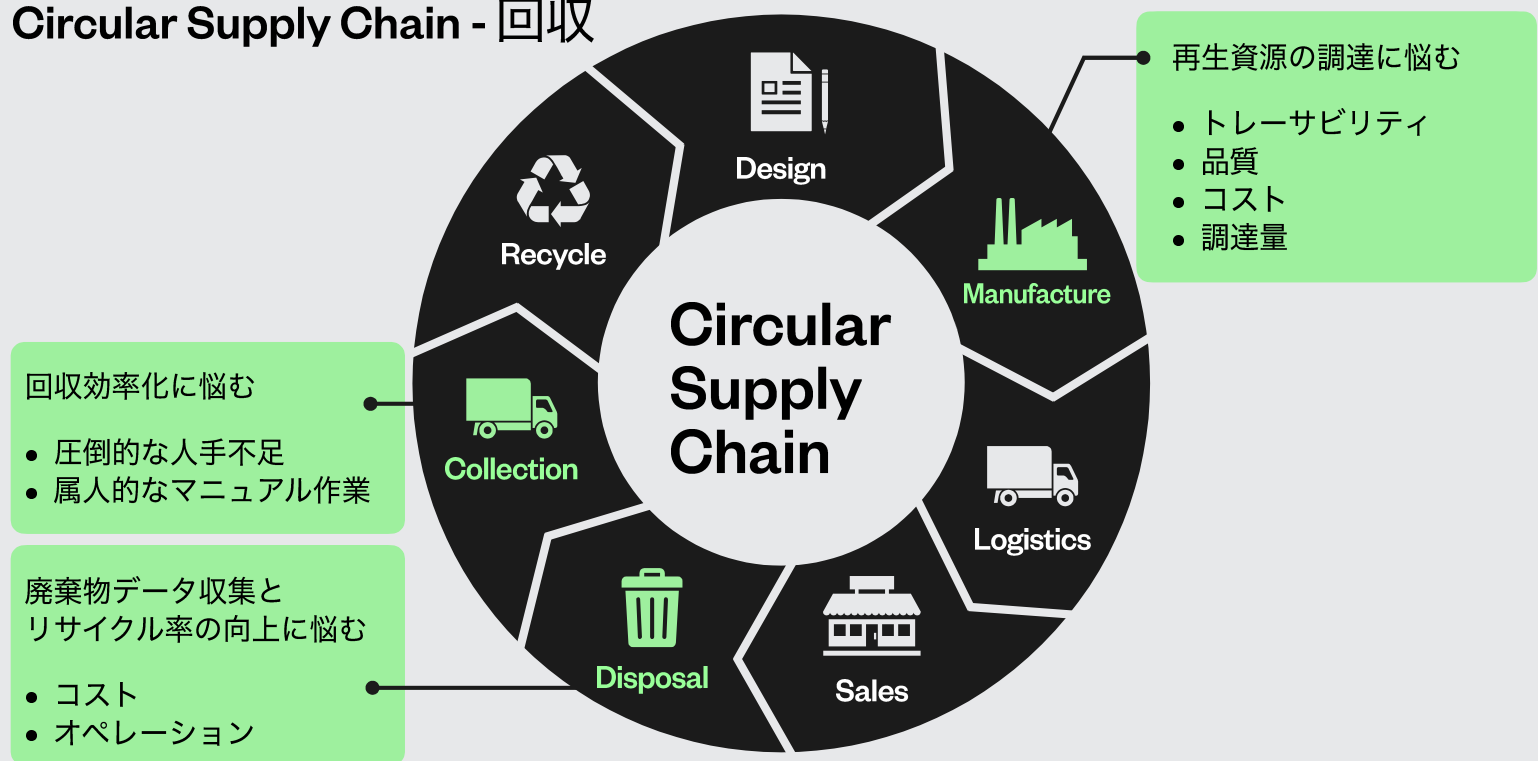 Circular Supply Chain - 回収
Design
Manufacture
Logistics
Sales
Disposal
Collection
Recycle
Circular
Supply
Chain
再生資源の調達に悩む
• トレーサビリティ
• 品質
• コスト
• 調達量
回収効率化に悩む
• 圧倒的な人手不足
• 属人的なマニュアル作業
廃棄物データ収集と
リサイクル率の向上に悩む
• コスト
• オペレーション